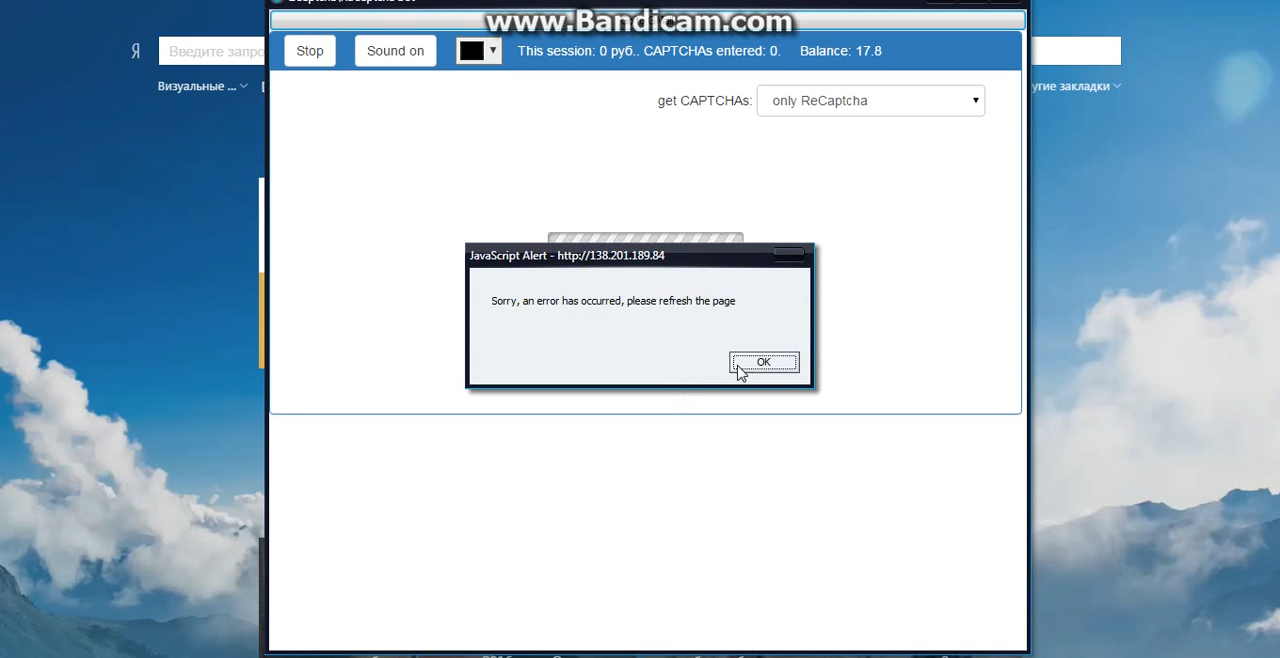 www.Bandicam.com
Я Введите запро
Stop Sound on This session: 0 руб.. CAPTCHAs entered: 0. Balance: 17.8
Визуальные ...
get CAPTCHAs: only ReCaptcha
JavaScript Alert - http://138.201.189.84
Sorry, an error has occurred, please refresh the page
OK